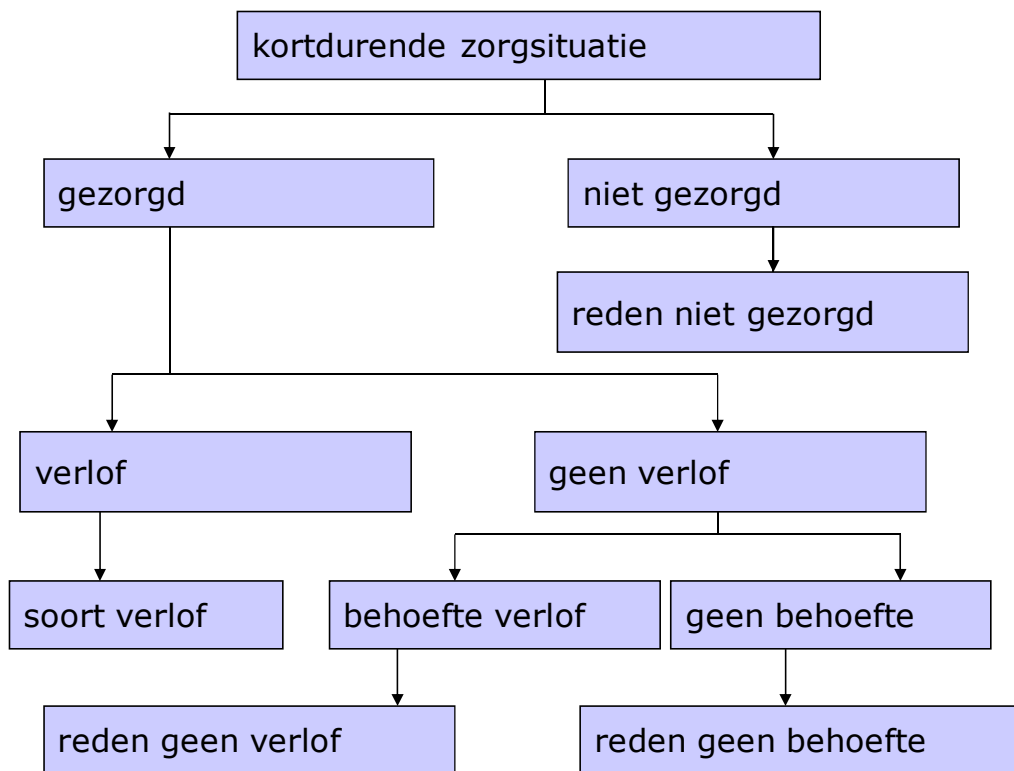 kortdurende zorgsituatie
gezorgd
niet gezorgd
reden niet gezorgd
verlof
geen verlof
soort verlof
behoefte verlof
geen behoefte
reden geen verlof
reden geen behoefte